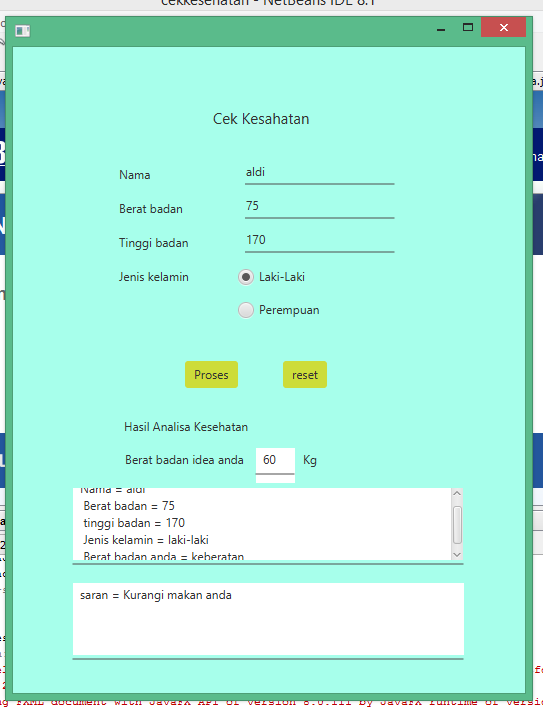 cekkesehatan - NetBeans IDE 8.1
Cek Kesahatan
Nama aldi
Berat badan 75
Tinggi badan 170
Jenis kelamin Laki-Laki
Perempuan
Proses reset
Hasil Analisa Kesehatan
Berat badan idea anda 60 Kg
Nama = aldi
Berat badan = 75
tinggi badan = 170
Jenis kelamin = laki-laki
Berat badan anda = keberatan
saran = Kurangi makan anda
FXML document with JavaFX API of version 8.0.111 by JavaFX runtime of versi